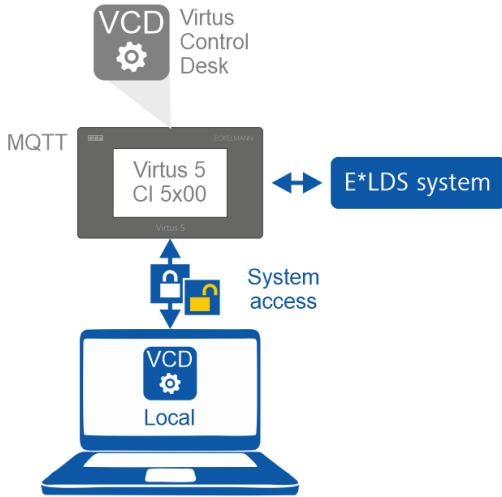 VCD
Virtus
Control
Desk
MQTT
ECKELMANN
Virtus 5
CI 5x00
Virtus 5
E*LDS system
System
access
VCD
Local